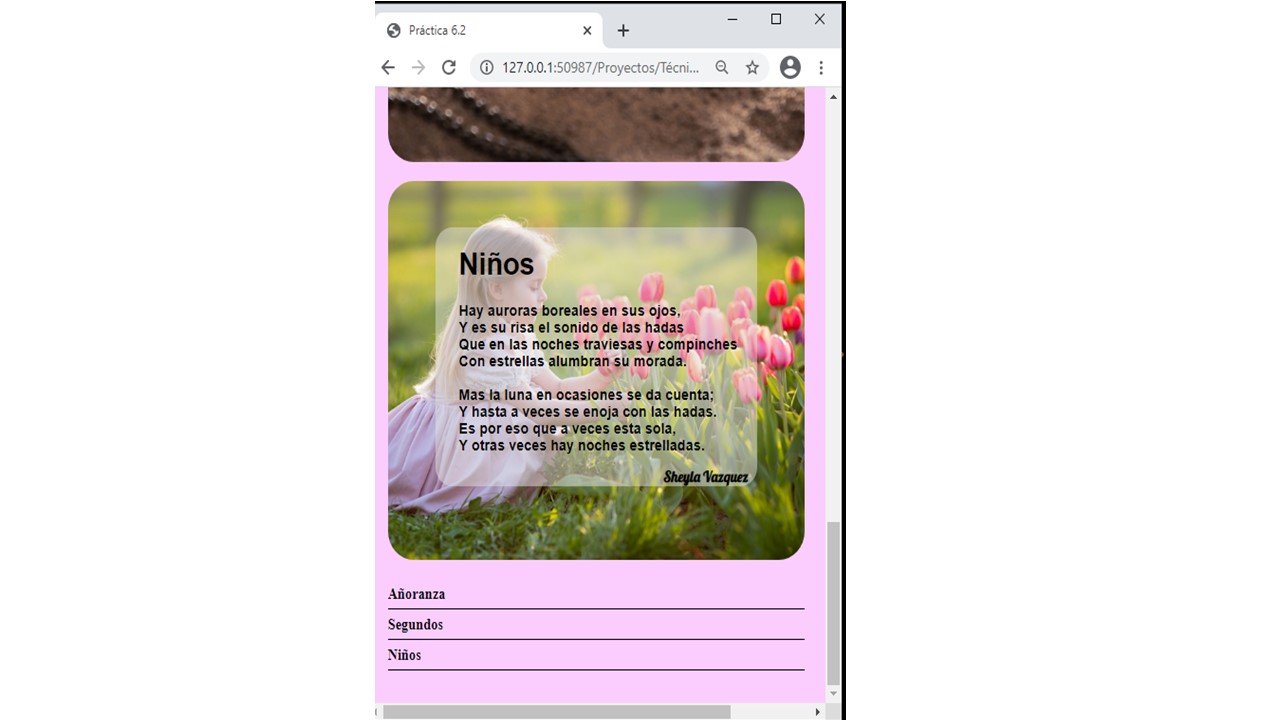 Práctica 6.2
127.0.0.1:50987/Proyectos/Técni...
Niños
Hay auroras boreales en sus ojos,
Y es su risa el sonido de las hadas
Que en las noches traviesas y compinches
Con estrellas alumbran su morada.
Mas la luna en ocasiones se da cuenta;
Y hasta a veces se enoja con las hadas.
Es por eso que a veces esta sola,
Y otras veces hay noches estrelladas.
Sheyla Vazquez
Añoranza
Segundos
Niños